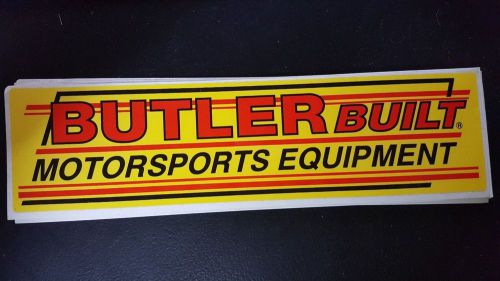 BUTLER BUILT®
MOTORSPORTS EQUIPMENT